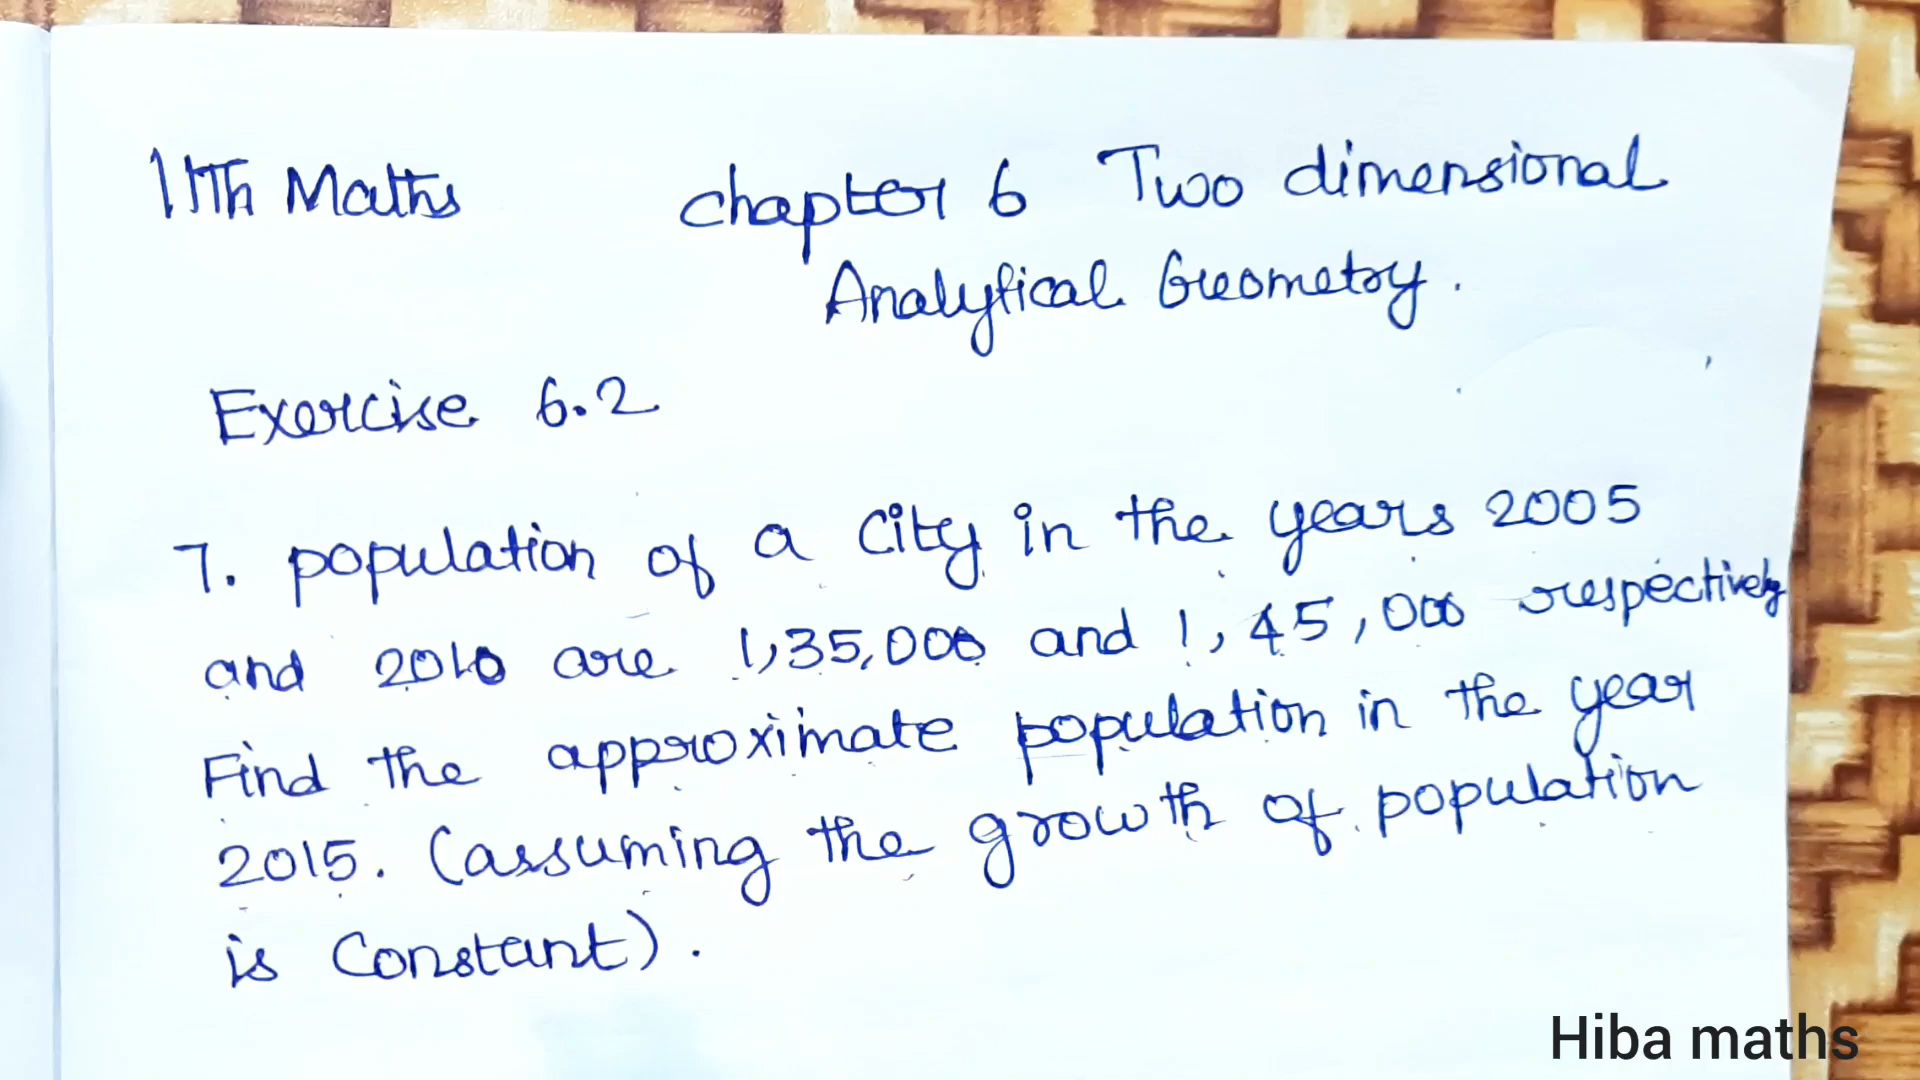 11th Maths chapter 6 Two dimensional
Analytical Geometry.
Exercise 6.2
7. population of a City in the years 2005
and 2010 are 1,35,000 and 1,45,000 respectively
Find the approximate population in the year
2015. (assuming the growth of population
is Constant).
Hiba maths